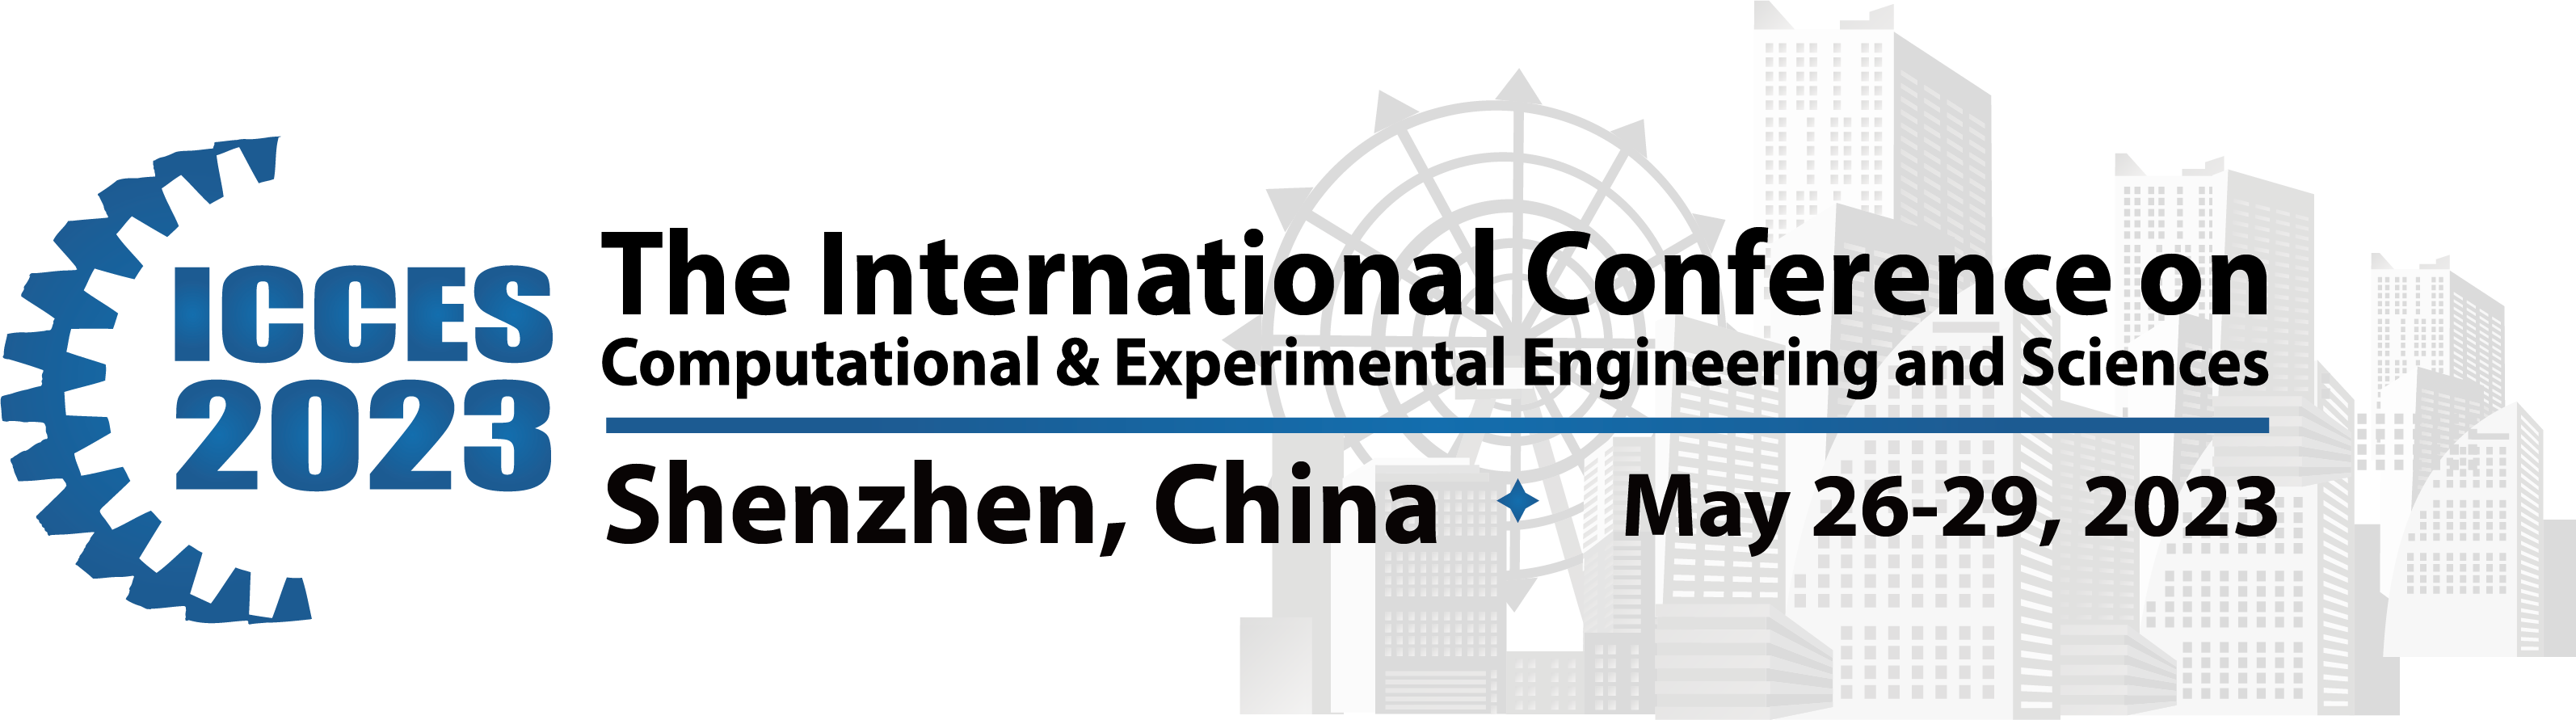 ICCES
2023
The International Conference on
Computational & Experimental Engineering and Sciences
Shenzhen, China
May 26-29, 2023